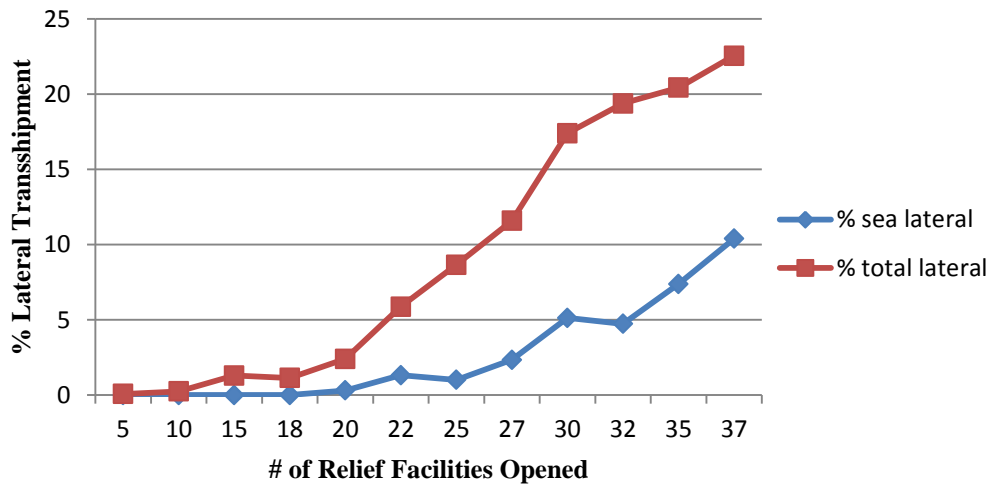 25
20
15
10
5
0
% Lateral Transshipment
5 10 15 18 20 22 25 27 30 32 35 37
# of Relief Facilities Opened
% sea lateral
% total lateral